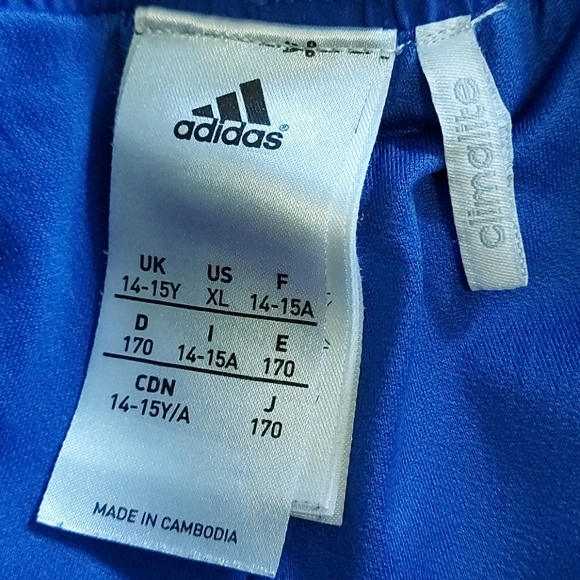 adidas®
UK US F
14-15Y XL 14-15A
D I E
170 14-15A 170
CDN J
14-15Y/A 170
MADE IN CAMBODIA
climalite